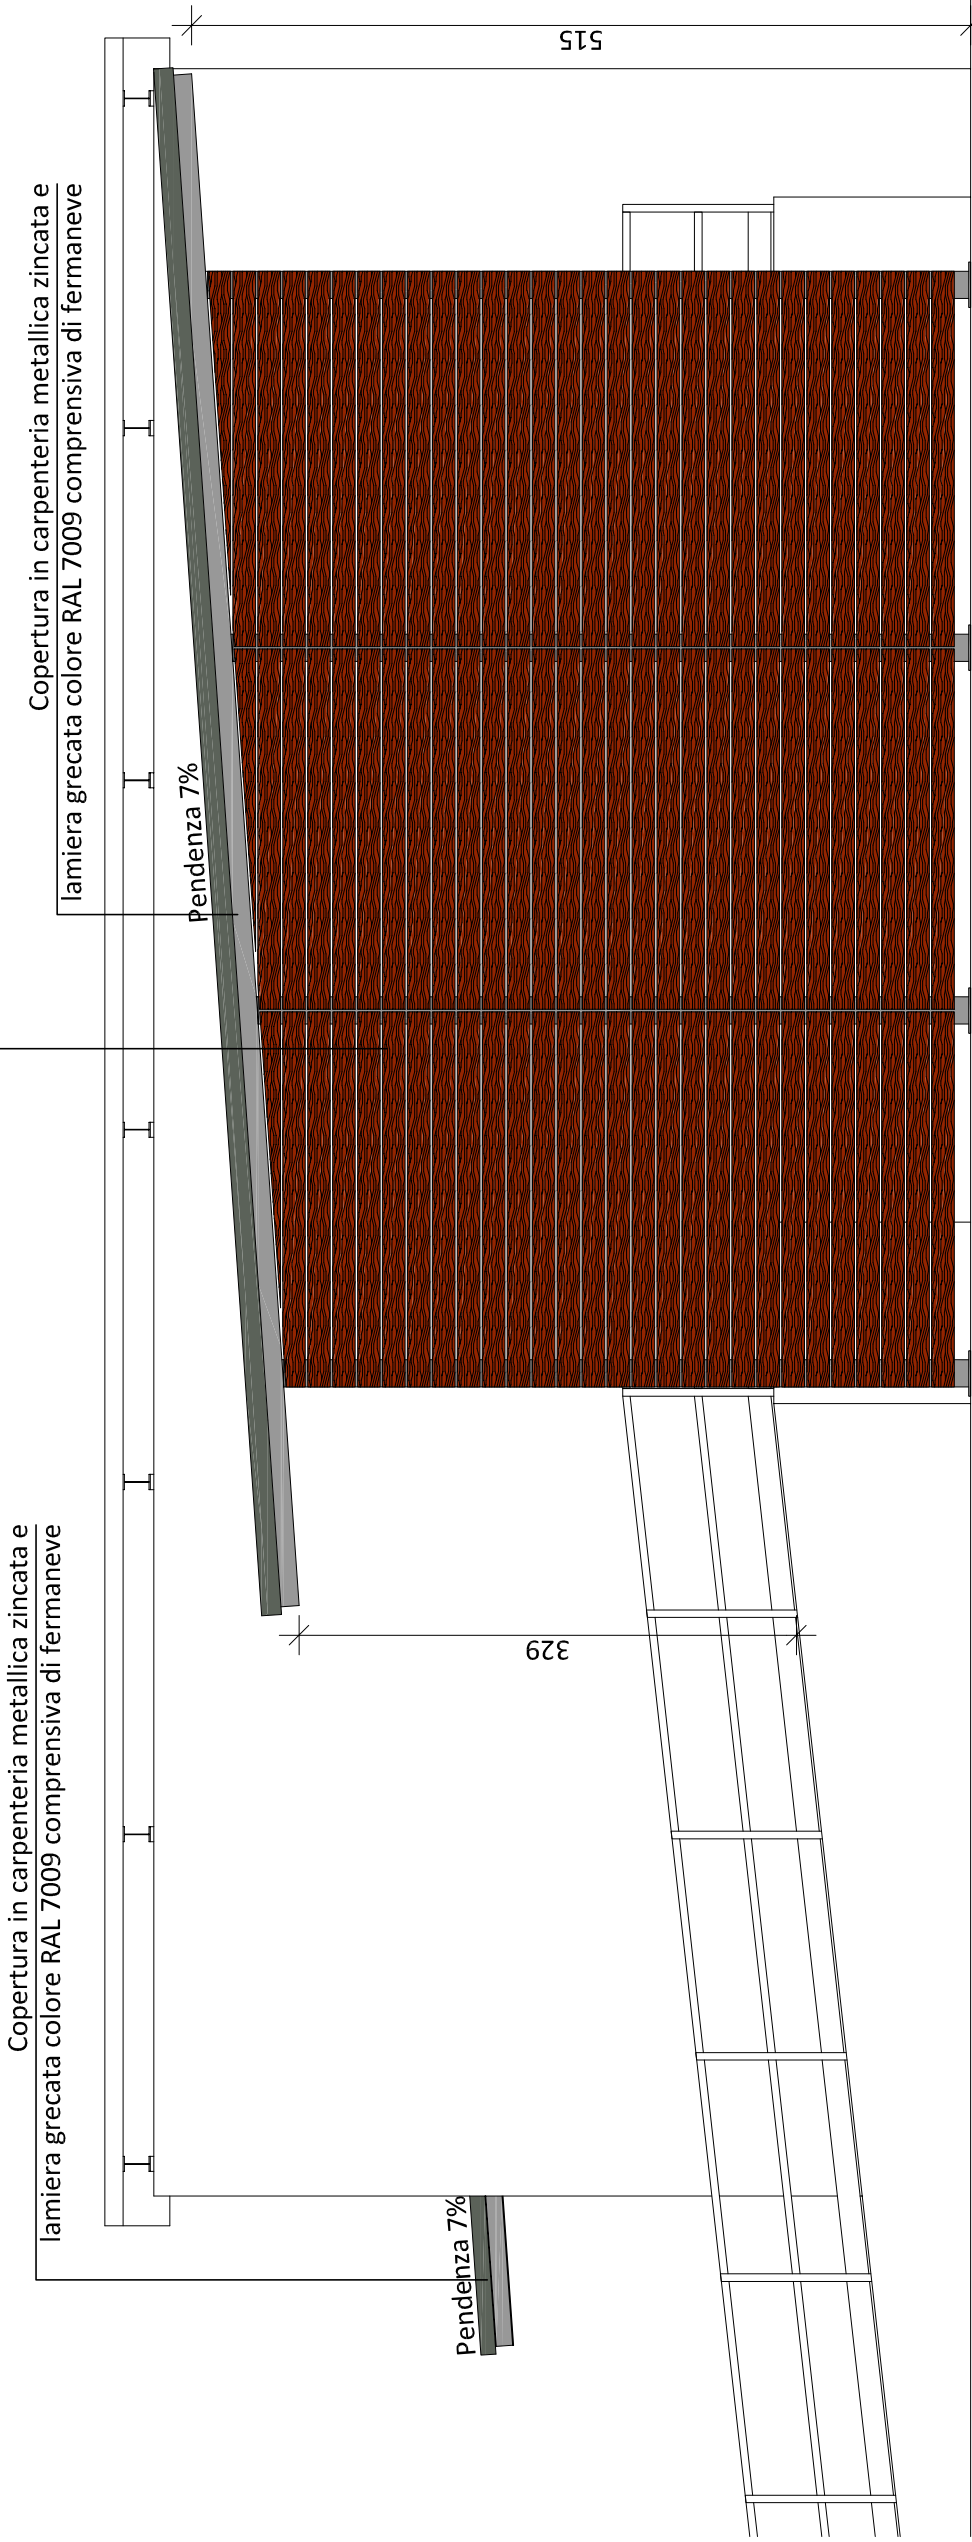 Copertura in carpenteria metallica zincata e
lamiera grecata colore RAL 7009 comprensiva di fermaneve
Pendenza 7%
515
Copertura in carpenteria metallica zincata e
lamiera grecata colore RAL 7009 comprensiva di fermaneve
Pendenza 7%
329